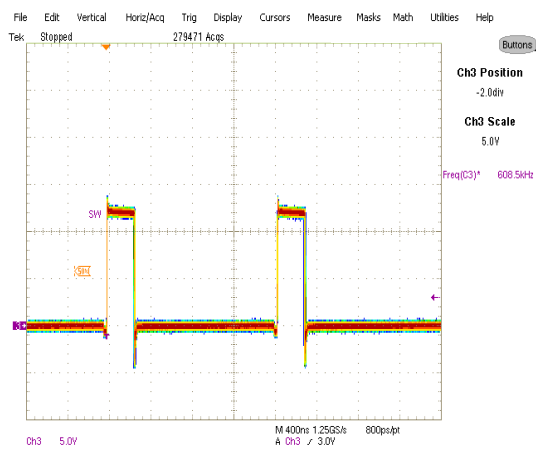 File Edit Vertical Horiz/Acq Trig Display Cursors Measure Masks Math Utilities Help
Tek Stopped 279471 Acqs
Buttons
Ch3 Position
-2.0div
Ch3 Scale
5.0V
Freq(C3)* 608.5kHz
SW
Ch3 5.0V
M 400ns 1.25GS/s 800ps/pt
A Ch3 / 3.0V